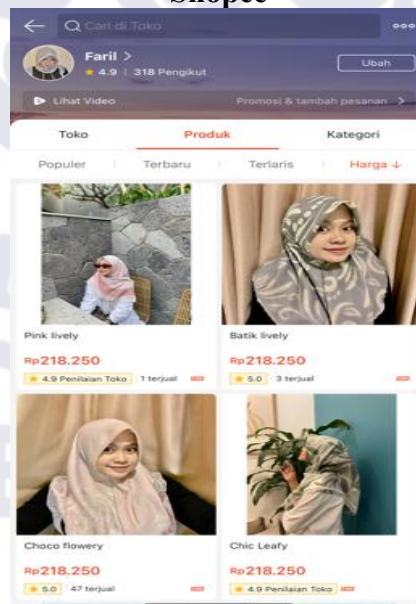 Shopee
Cari di Toko
Faril >
4.9 | 318 Pengikut
Ubah
Lihat Video
Promosi & tambah pesanan >
Toko
Produk
Kategori
Populer
Terbaru
Terlaris
Harga ↓
Pink lively
Batik lively
Rp218.250
Rp218.250
4.9 Penilaian Toko
1 terjual
5.0
3 terjual
Choco flowery
Chic Leafy
Rp218.250
Rp218.250
5.0
47 terjual
4.9 Penilaian Toko